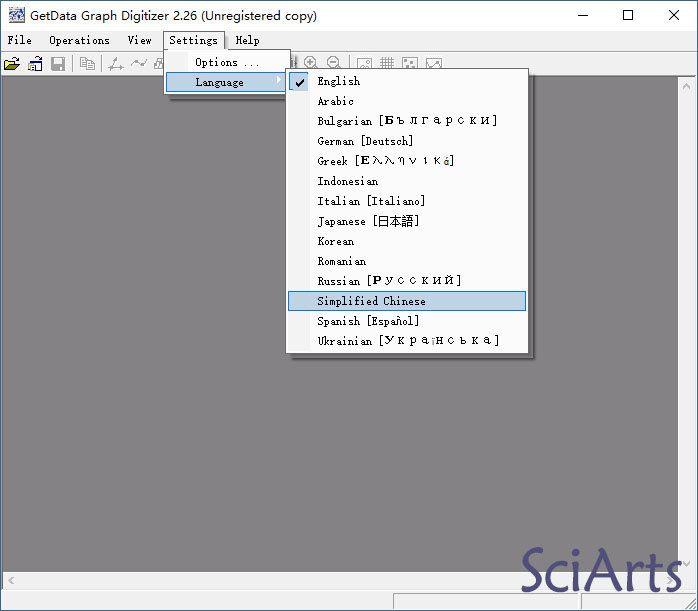 GetData Graph Digitizer 2.26 (Unregistered copy)
File Operations View Settings Help
Options ...
Language
English
Arabic
Bulgarian [Български]
German [Deutsch]
Greek [Ελληνικά]
Indonesian
Italian [Italiano]
Japanese [日本語]
Korean
Romanian
Russian [Русский]
Simplified Chinese
Spanish [Español]
Ukrainian [Українська]
SciArts